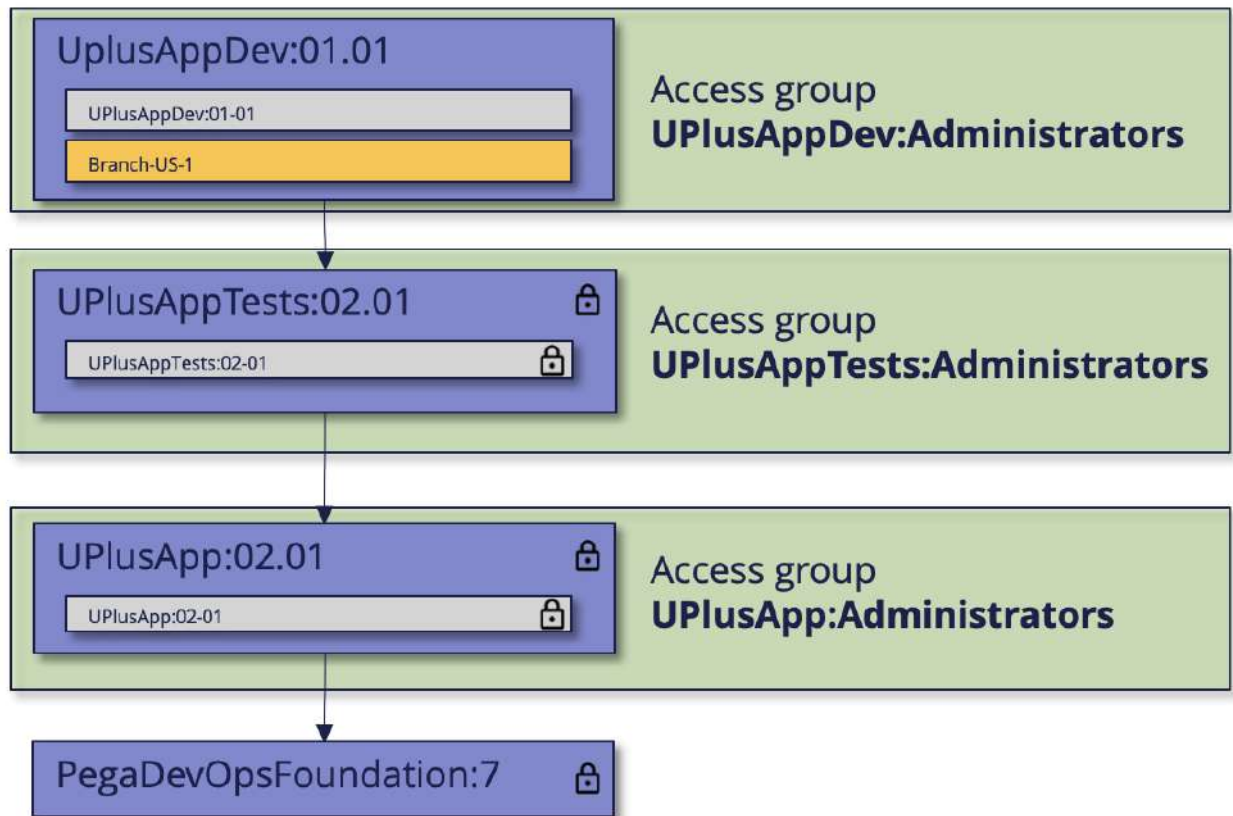 UplusAppDev:01.01
UPlusAppDev:01-01
Branch-US-1
Access group
UPlusAppDev:Administrators
UPlusAppTests:02.01
UPlusAppTests:02-01
Access group
UPlusAppTests:Administrators
UPlusApp:02.01
UPlusApp:02-01
Access group
UPlusApp:Administrators
PegaDevOpsFoundation:7